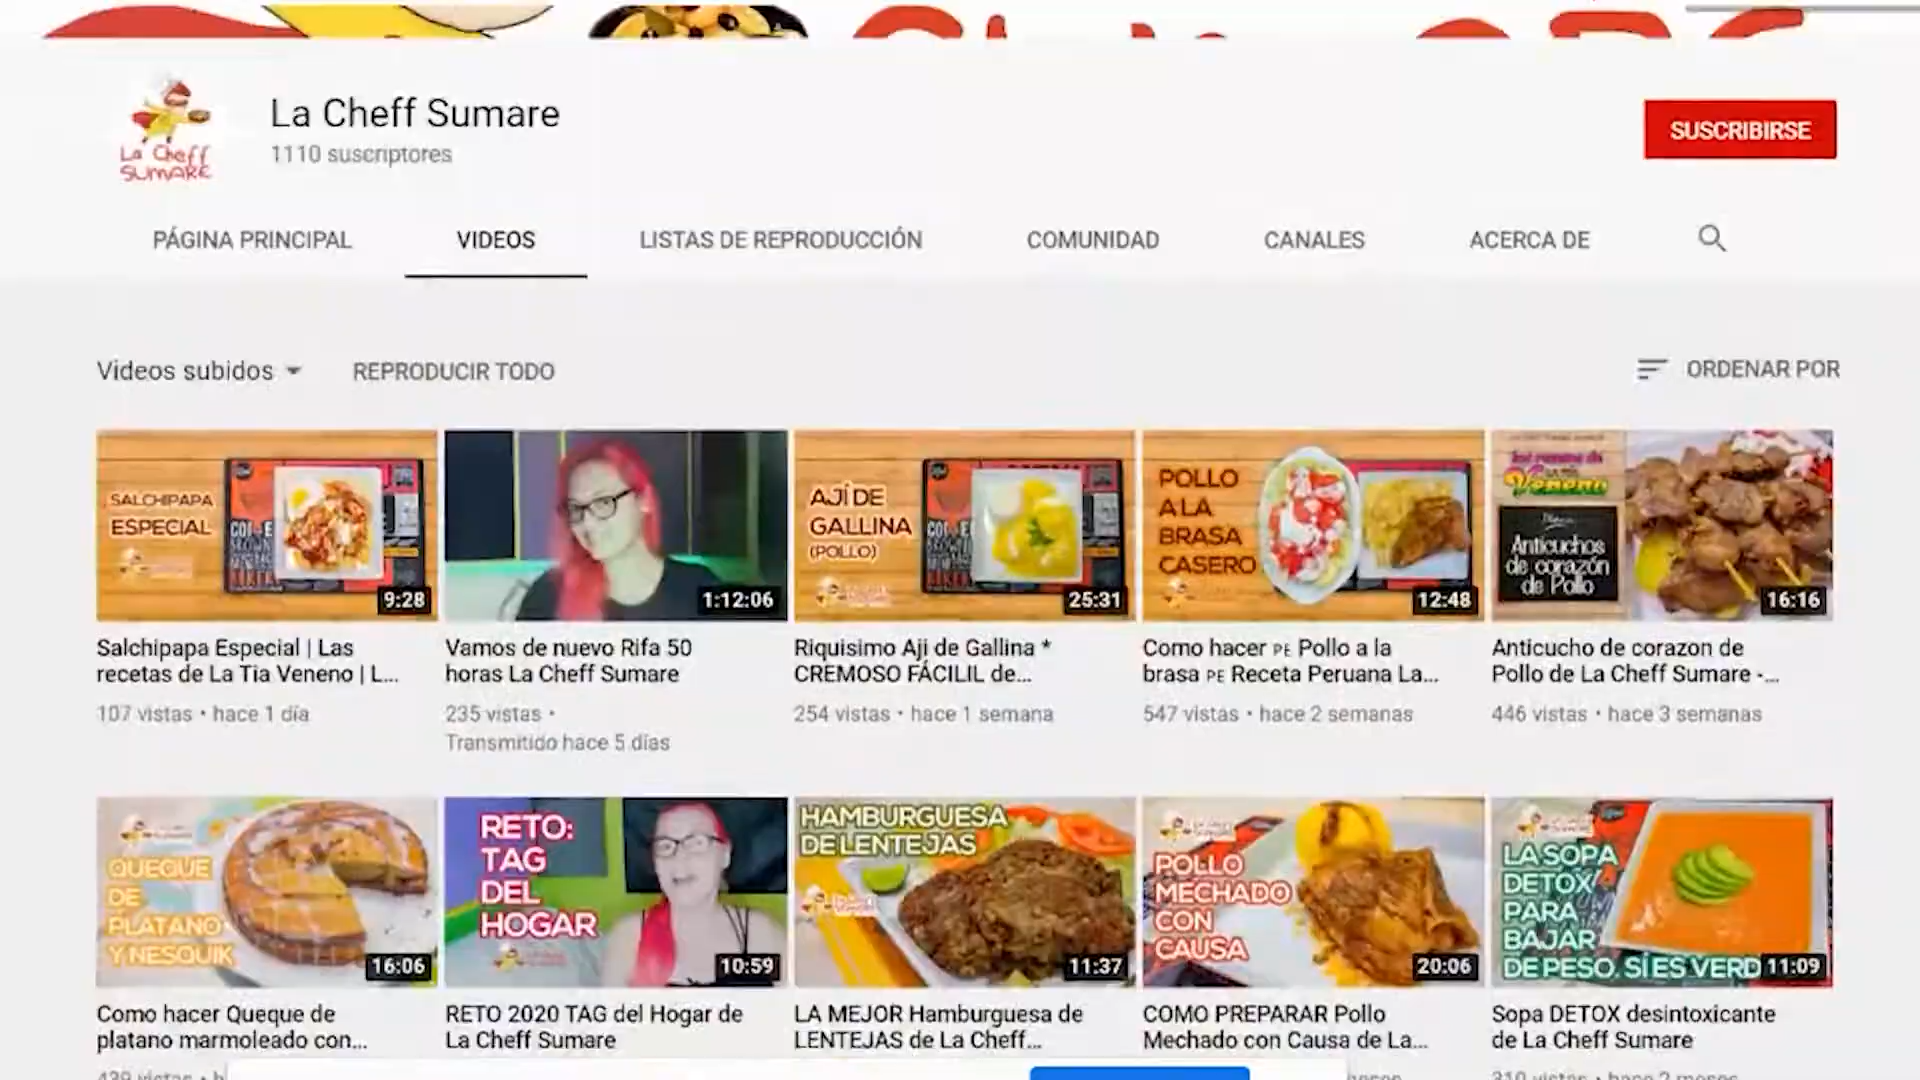 La Cheff
SUMARE
La Cheff Sumare
1110 suscriptores
SUSCRIBIRSE
PÁGINA PRINCIPAL
VIDEOS
LISTAS DE REPRODUCCIÓN
COMUNIDAD
CANALES
ACERCA DE
Videos subidos
REPRODUCIR TODO
ORDENAR POR
SALCHIPAPA
ESPECIAL
9:28
1:12:06
AJÍ DE
GALLINA
(POLLO)
25:31
POLLO
A LA
BRASA
CASERO
12:48
Veneno
Anticuchos
de corazón
de Pollo
16:16
Salchipapa Especial | Las
recetas de La Tia Veneno | L...
107 vistas • hace 1 día
Vamos de nuevo Rifa 50
horas La Cheff Sumare
235 vistas •
Transmitido hace 5 días
Riquisimo Aji de Gallina *
CREMOSO FÁCILIL de...
254 vistas • hace 1 semana
Como hacer PE Pollo a la
brasa PE Receta Peruana La...
547 vistas • hace 2 semanas
Anticucho de corazon de
Pollo de La Cheff Sumare -...
446 vistas • hace 3 semanas
QUEQUE
DE
PLATANO
Y NESQUIK
16:06
RETO:
TAG
DEL
HOGAR
10:59
HAMBURGUESA
DE LENTEJAS
11:37
POLLO
MECHADO
CON
CAUSA
20:06
LA SOPA
DETOX
PARA
BAJAR
DE PESO. SI ES VERD
11:09
Como hacer Queque de
platano marmoleado con...
RETO 2020 TAG del Hogar de
La Cheff Sumare
LA MEJOR Hamburguesa de
LENTEJAS de La Cheff...
COMO PREPARAR Pollo
Mechado con Causa de La...
Sopa DETOX desintoxicante
de La Cheff Sumare